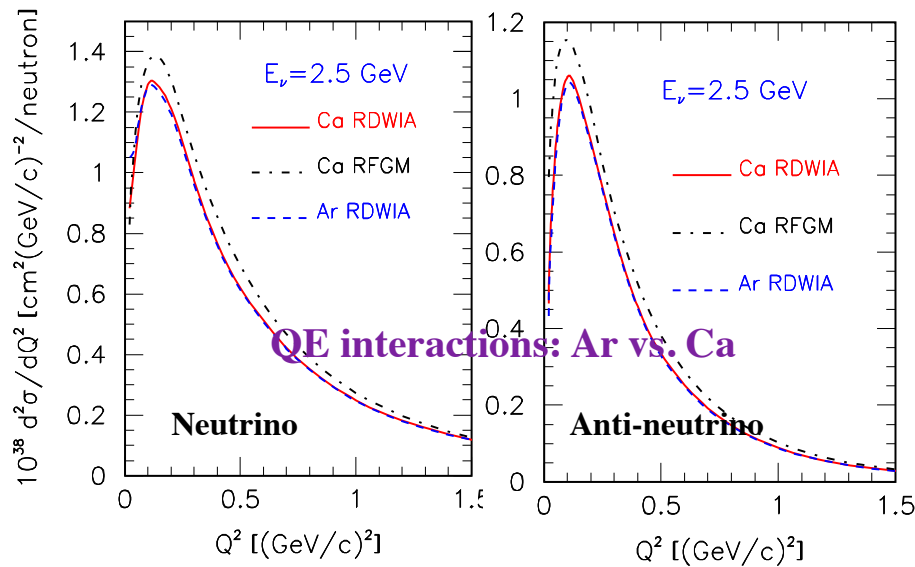 10³⁸ d²σ/dQ² [cm²(GeV/c)⁻²/neutron]
1.4
1.2
1
0.8
0.6
0.4
0.2
0
Eν=2.5 GeV
Ca RDWIA
Ca RFGM
Ar RDWIA
Neutrino
0
0.5
1
1.5
Q² [(GeV/c)²]
QE interactions: Ar vs. Ca
1.2
1
0.8
0.6
0.4
0.2
0
Eν=2.5 GeV
Ca RDWIA
Ca RFGM
Ar RDWIA
Anti-neutrino
0
0.5
1
1.5
Q² [(GeV/c)²]